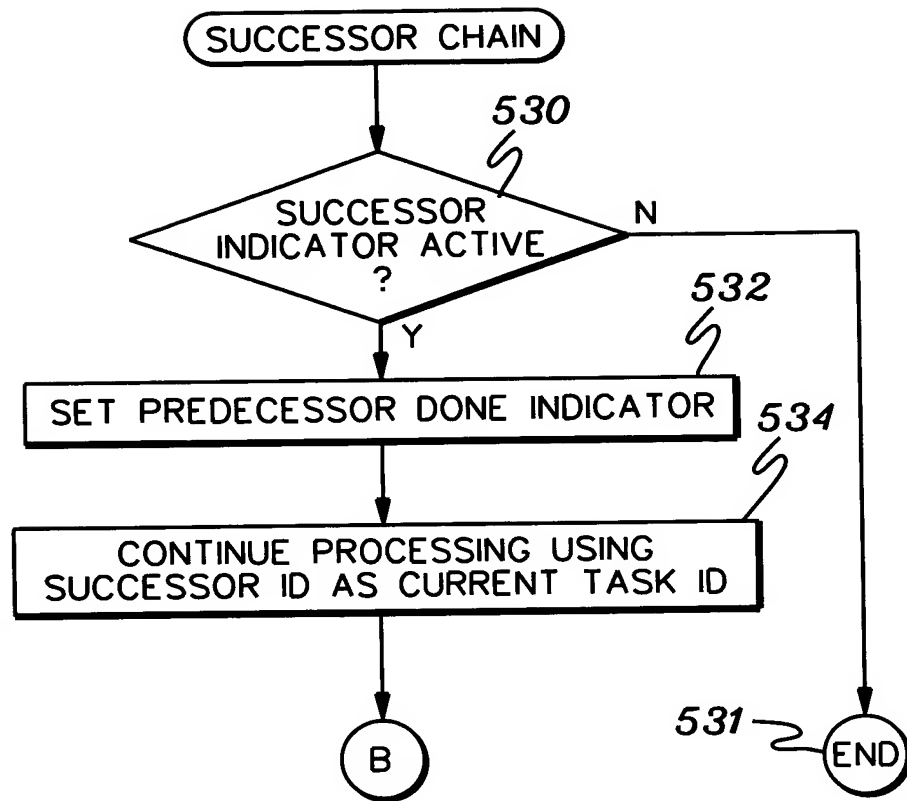 SUCCESSOR CHAIN
530
SUCCESSOR
INDICATOR ACTIVE
?
N
Y
532
SET PREDECESSOR DONE INDICATOR
534
CONTINUE PROCESSING USING
SUCCESSOR ID AS CURRENT TASK ID
531
B
END